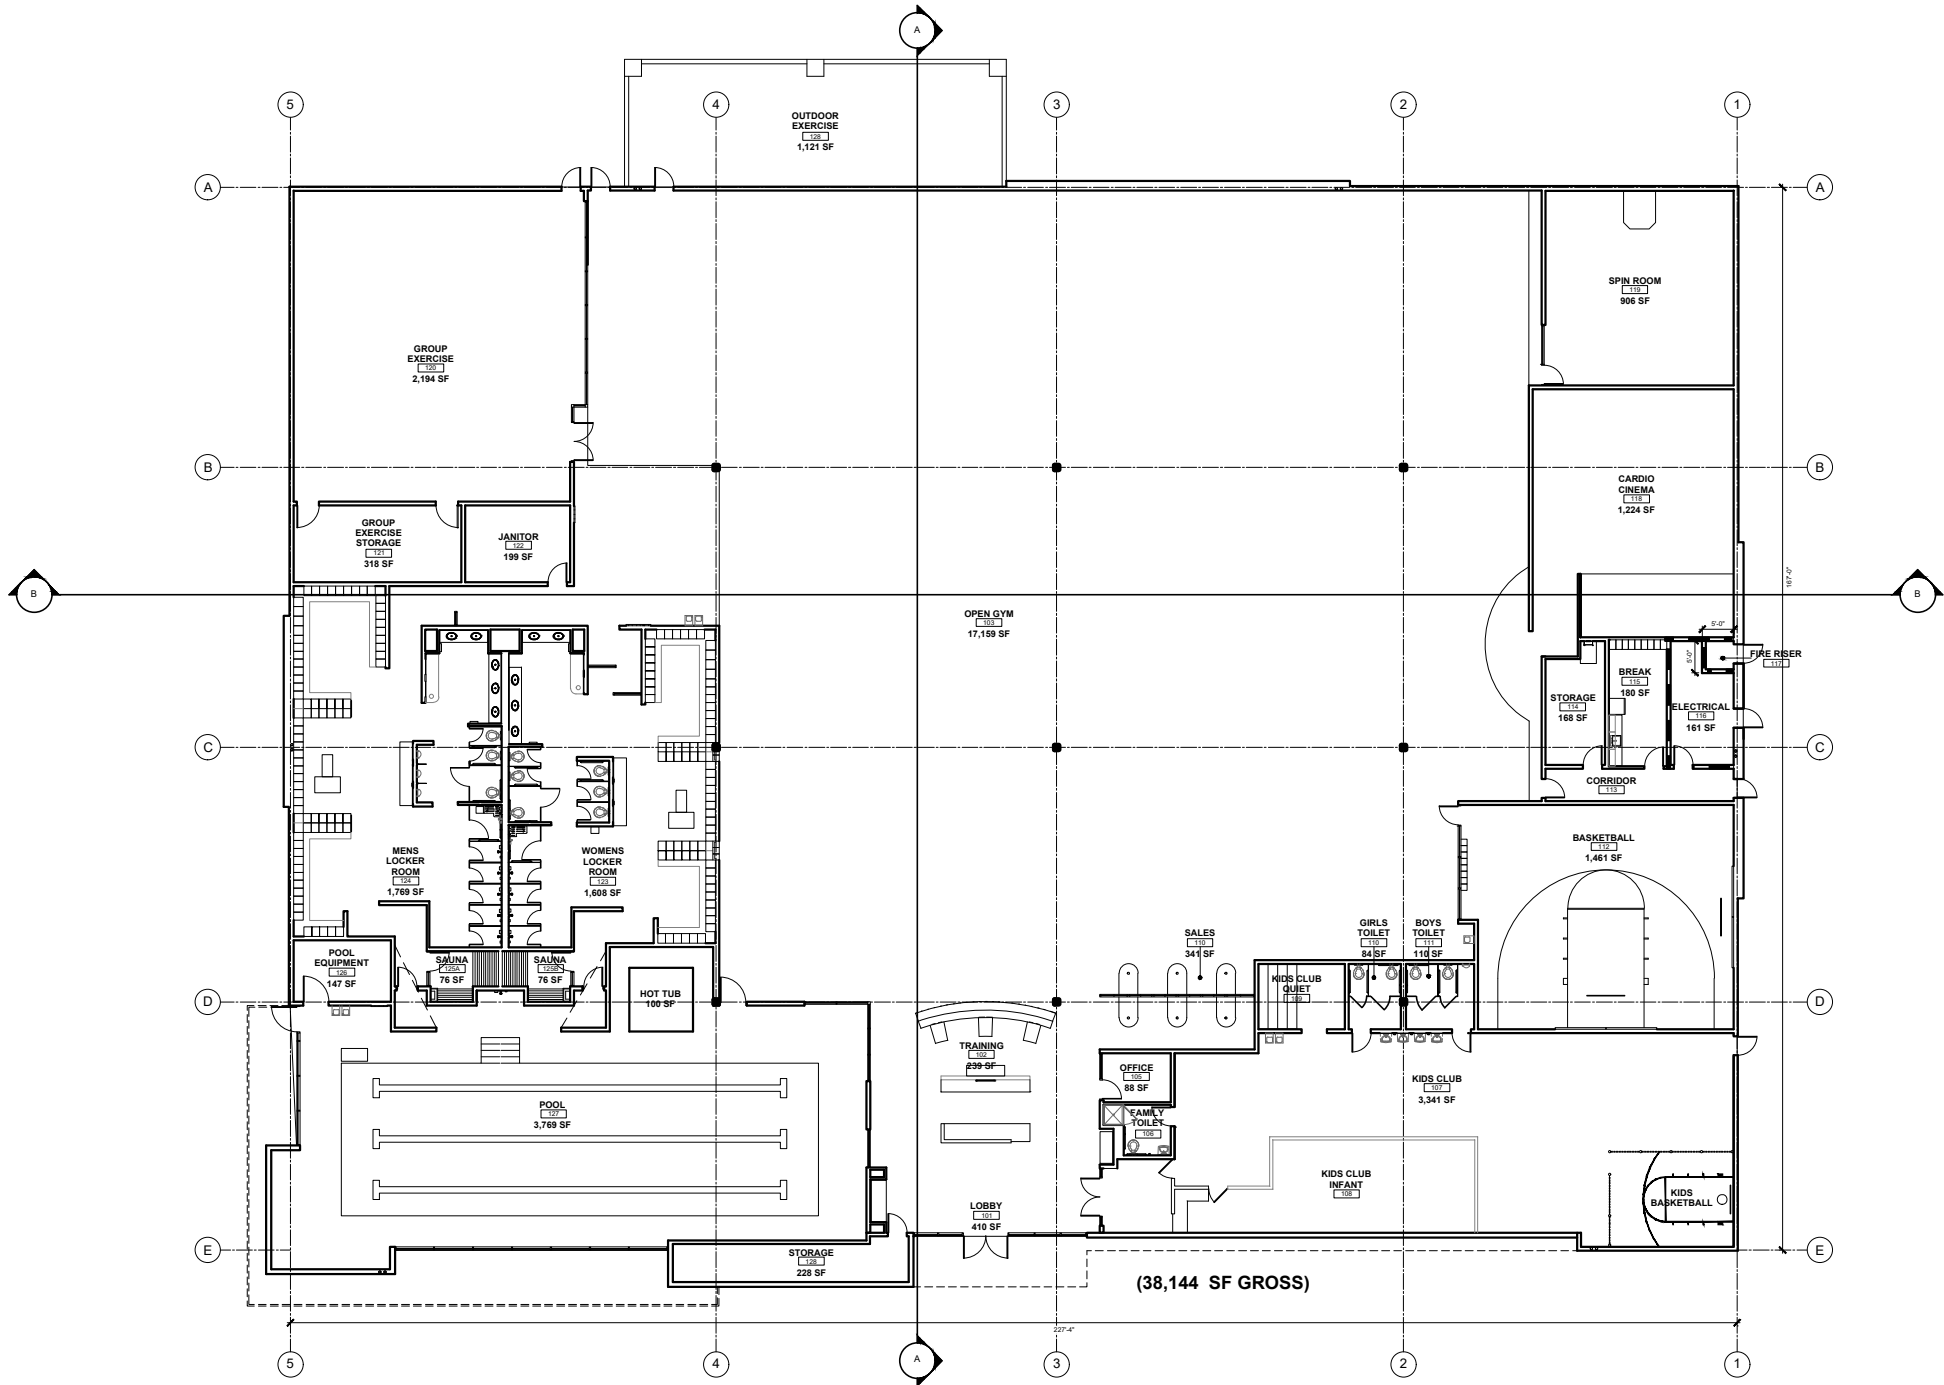 A
5
4
3
2
1
OUTDOOR
EXERCISE
128
1,121 SF
A
A
SPIN ROOM
119
906 SF
GROUP
EXERCISE
120
2,194 SF
B
B
CARDIO
CINEMA
118
1,224 SF
GROUP
EXERCISE
STORAGE
121
318 SF
JANITOR
122
199 SF
167'-0"
B
B
OPEN GYM
103
17,159 SF
5'-0"
5'-0"
FIRE RISER
117
BREAK
115
180 SF
STORAGE
114
168 SF
ELECTRICAL
116
161 SF
C
C
CORRIDOR
113
BASKETBALL
112
1,461 SF
MENS
LOCKER
ROOM
124
1,769 SF
WOMENS
LOCKER
ROOM
123
1,608 SF
GIRLS
TOILET
110
84 SF
BOYS
TOILET
111
110 SF
SALES
110
341 SF
POOL
EQUIPMENT
126
147 SF
SAUNA
125A
76 SF
SAUNA
125B
76 SF
HOT TUB
100 SF
KIDS CLUB
QUIET
109
D
D
TRAINING
102
239 SF
OFFICE
105
88 SF
KIDS CLUB
107
3,341 SF
POOL
127
3,769 SF
FAMILY
TOILET
106
KIDS CLUB
INFANT
108
KIDS
BASKETBALL
LOBBY
101
410 SF
E
E
STORAGE
128
228 SF
(38,144 SF GROSS)
227'-4"
5
4
A
3
2
1